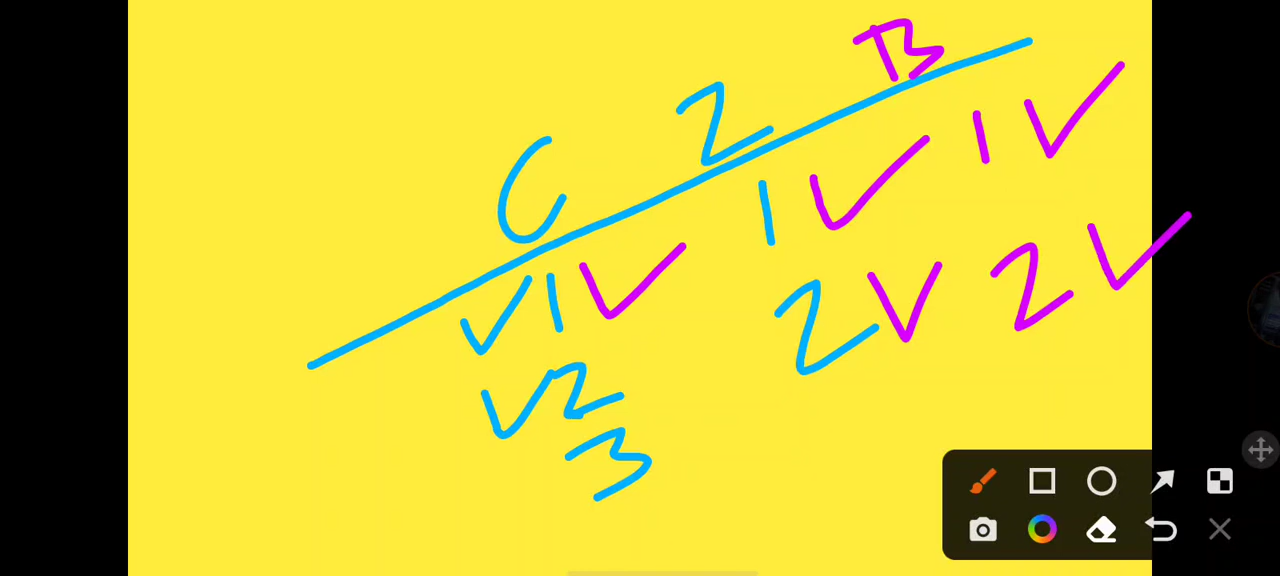 C 2 B
✓ 1 ✓ 1 ✓ 1 ✓
✓ 2 2 ✓ 2 ✓
3